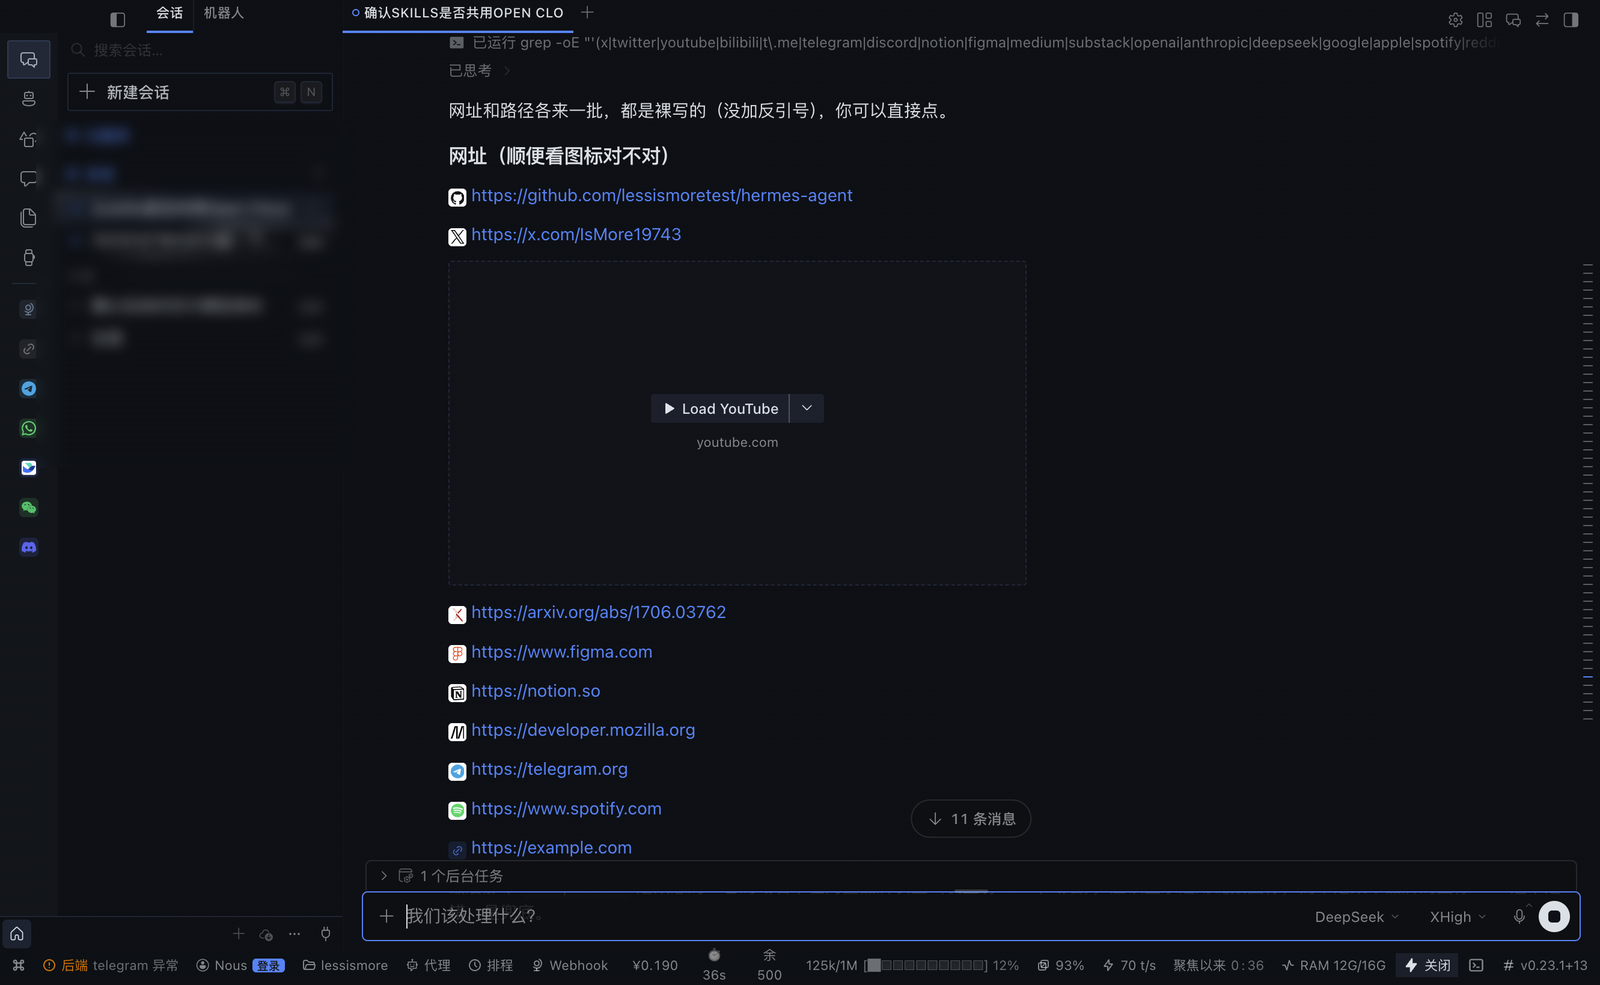 会话
机器人
确认SKILLS是否共用OPEN CLO
搜索会话...
新建会话
⌘ N
已运行 grep -oE "'(x|twitter|youtube|bilibili|t\.me|telegram|discord|notion|figma|medium|substack|openai|anthropic|deepseek|google|apple|spotify|redd
已思考
网址和路径各来一批，都是裸写的（没加反引号），你可以直接点。
网址（顺便看图标对不对）
https://github.com/lessismoretest/hermes-agent
https://x.com/IsMore19743
Load YouTube
youtube.com
https://arxiv.org/abs/1706.03762
https://www.figma.com
https://notion.so
https://developer.mozilla.org
https://telegram.org
https://www.spotify.com
11 条消息
https://example.com
1 个后台任务
我们该处理什么?
DeepSeek
XHigh
后端 telegram 异常
Nous 登录
lessismore
代理
排程
Webhook
¥0.190
36s
余 500
125k/1M
12%
93%
70 t/s
聚焦以来 0:36
RAM 12G/16G
关闭
# v0.23.1+13